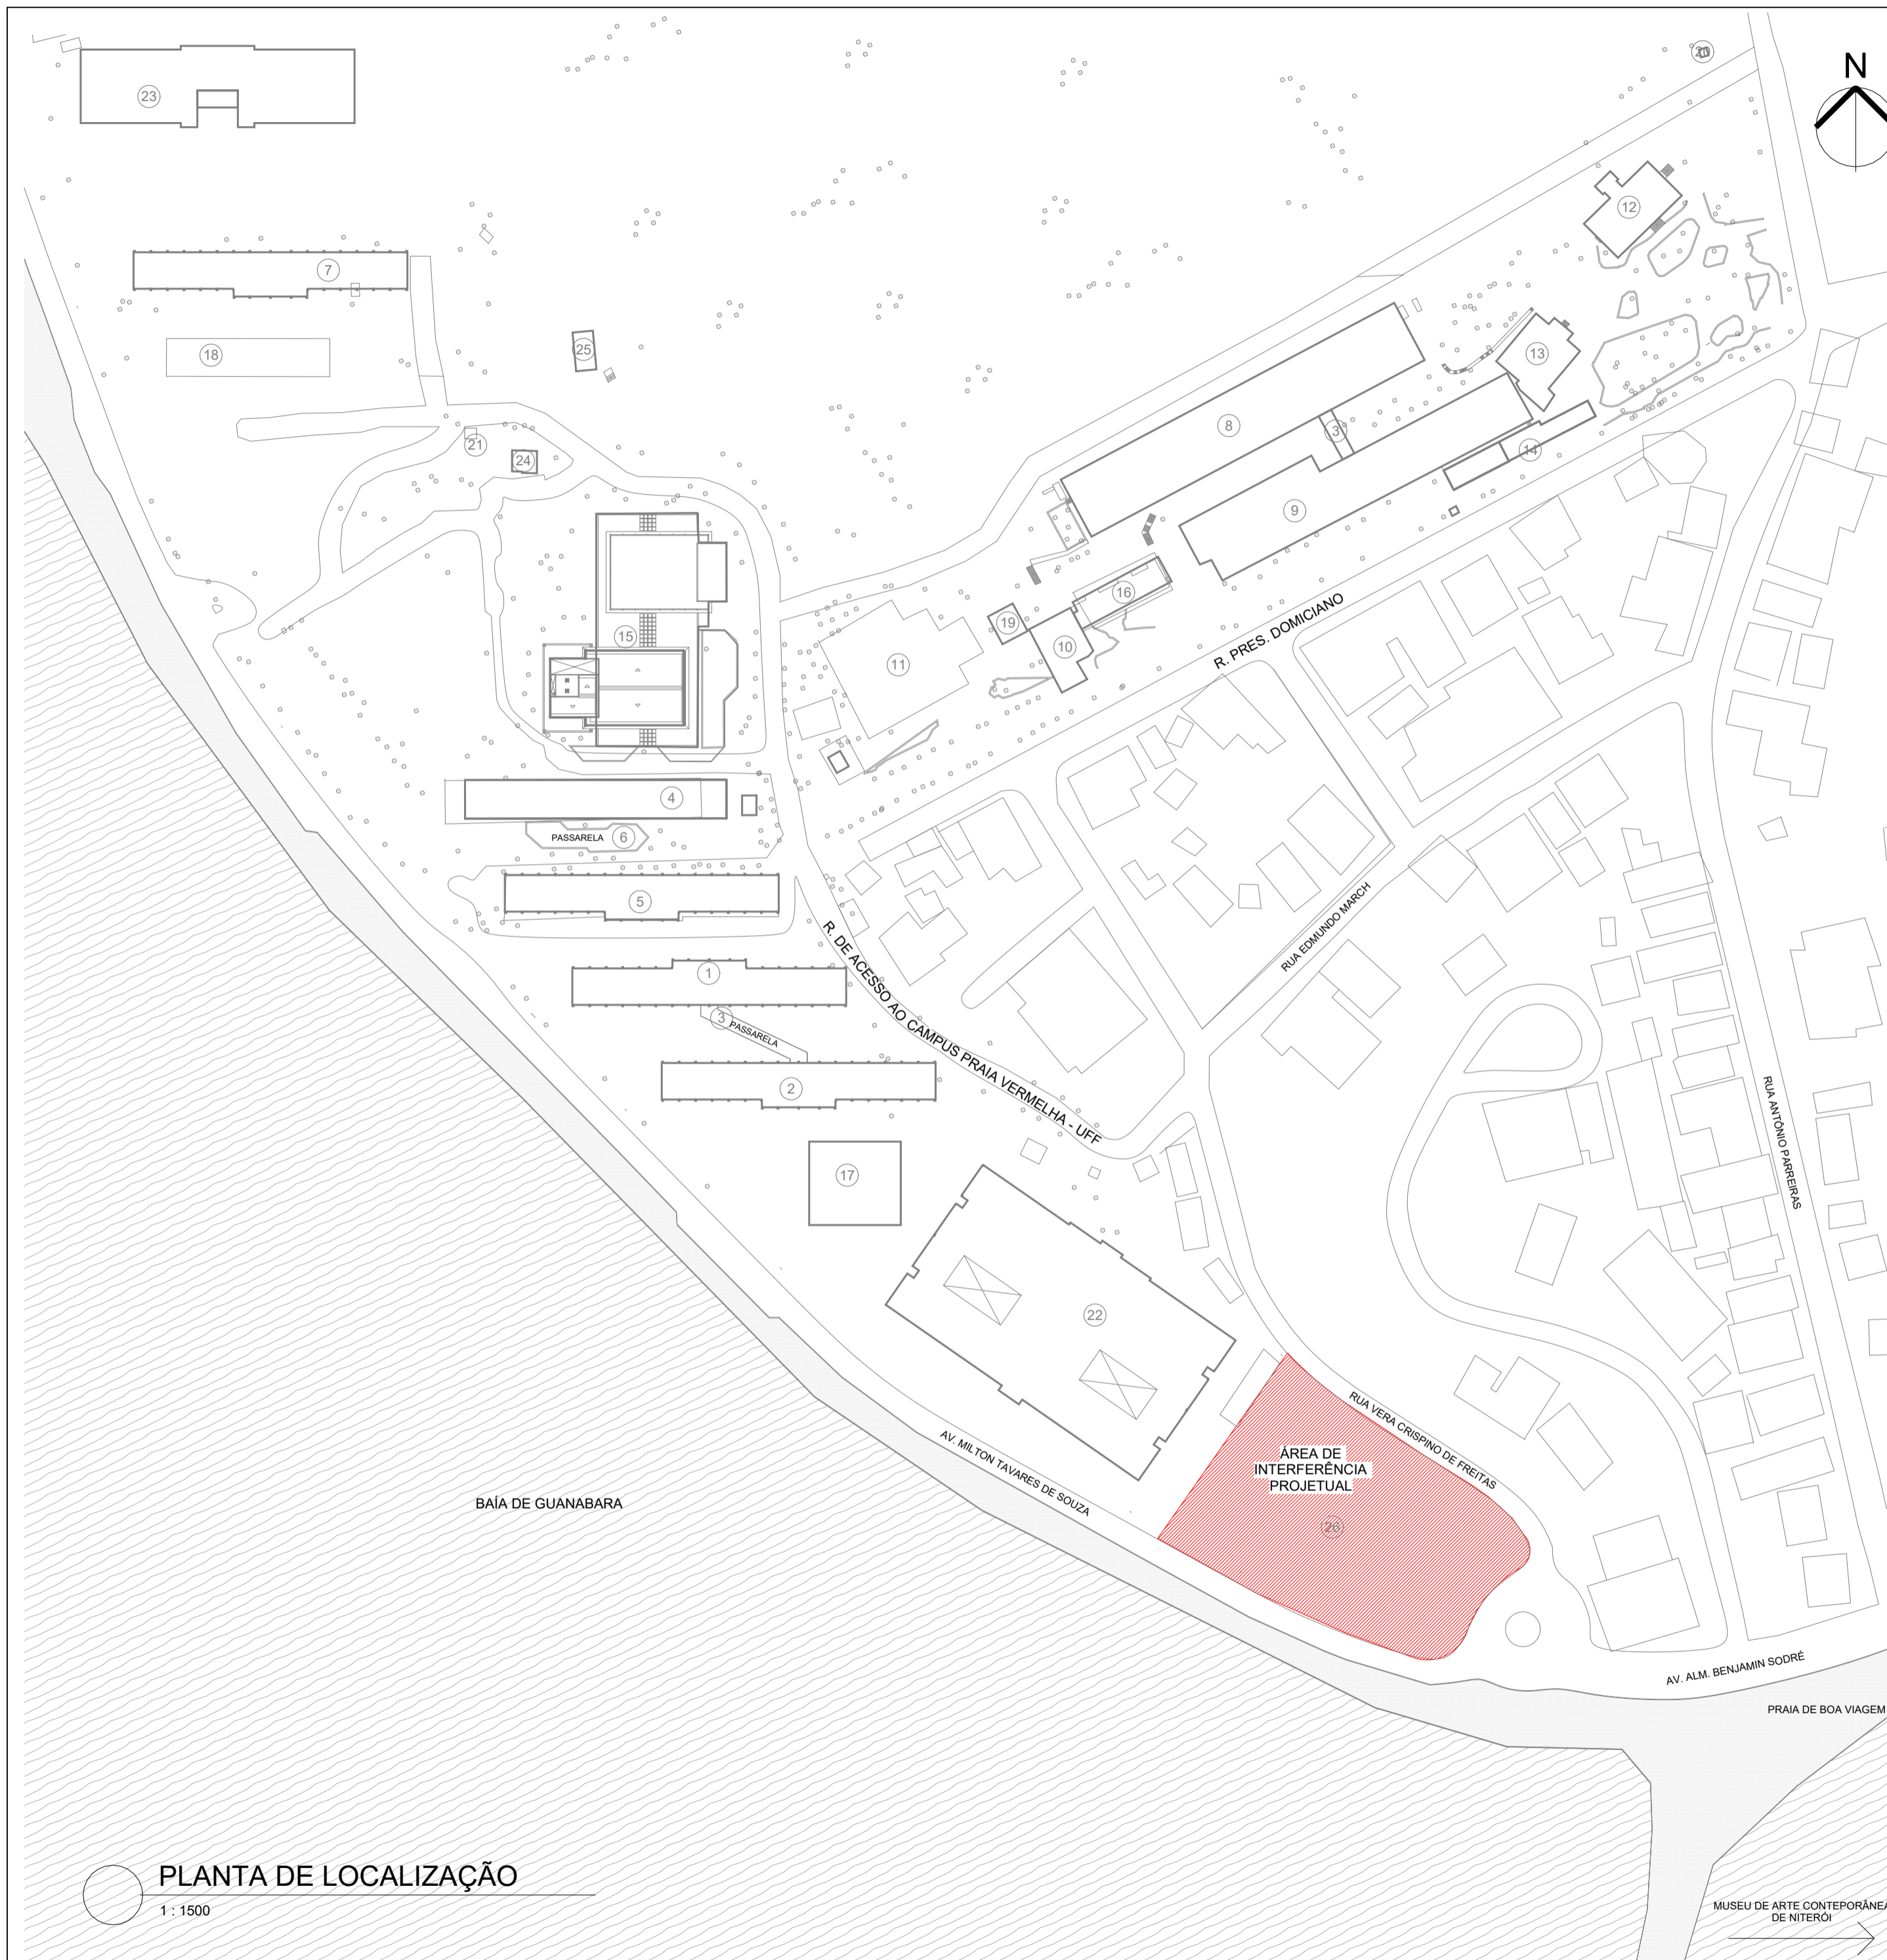 20
N
23
12
7
13
25
18
8
3
14
21
24
9
16
19
15
10
11
R. PRES. DOMICIANO
4
PASSARELA
6
5
RUA EDMUNDO MARCH
R. DE ACESSO AO CAMPUS PRAIA VERMELHA - UFF
1
3
PASSARELA
2
RUA ANTÔNIO PARREIRAS
17
22
RUA VERA CRISPINO DE FREITAS
ÁREA DE
INTERFERÊNCIA
PROJETUAL
26
AV. MILTON TAVARES DE SOUZA
BAÍA DE GUANABARA
AV. ALM. BENJAMIN SODRÉ
PRAIA DE BOA VIAGEM
PLANTA DE LOCALIZAÇÃO
1 : 1500
MUSEU DE ARTE CONTEPORÂNEA
DE NITERÓI